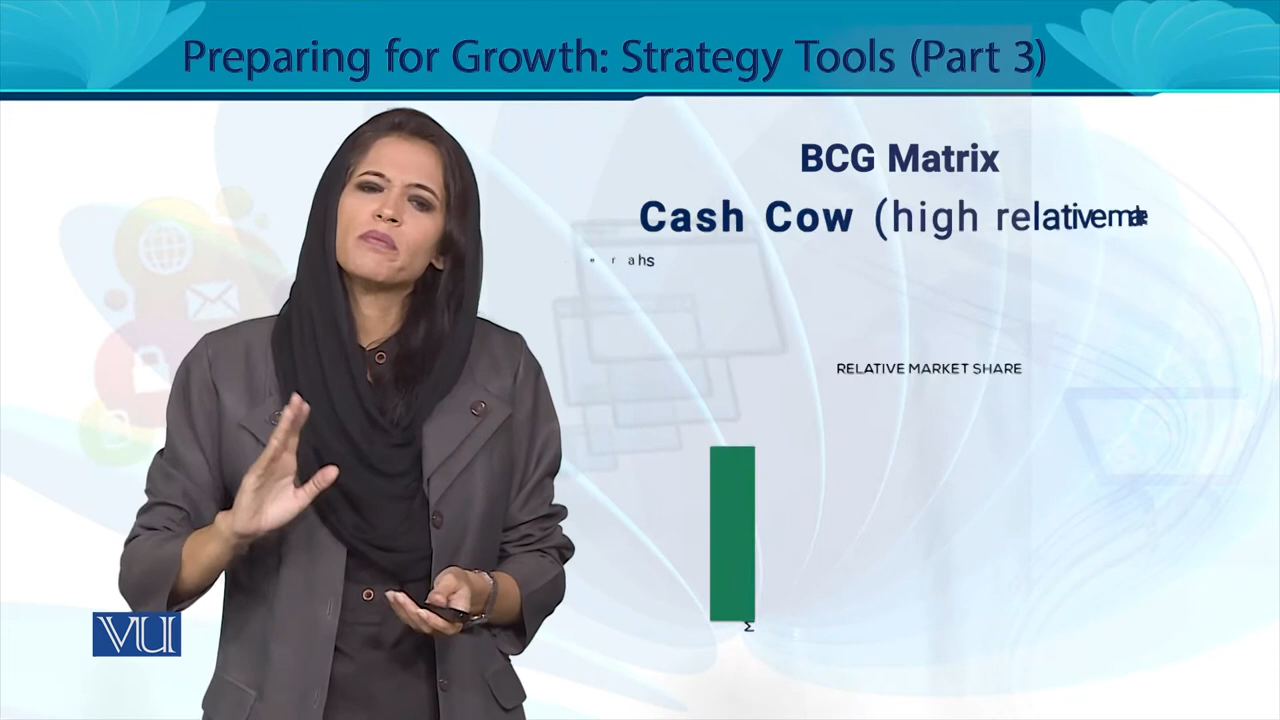 Preparing for Growth: Strategy Tools (Part 3)
BCG Matrix
Cash Cow (high relative
RELATIVE MARKET SHARE
VU